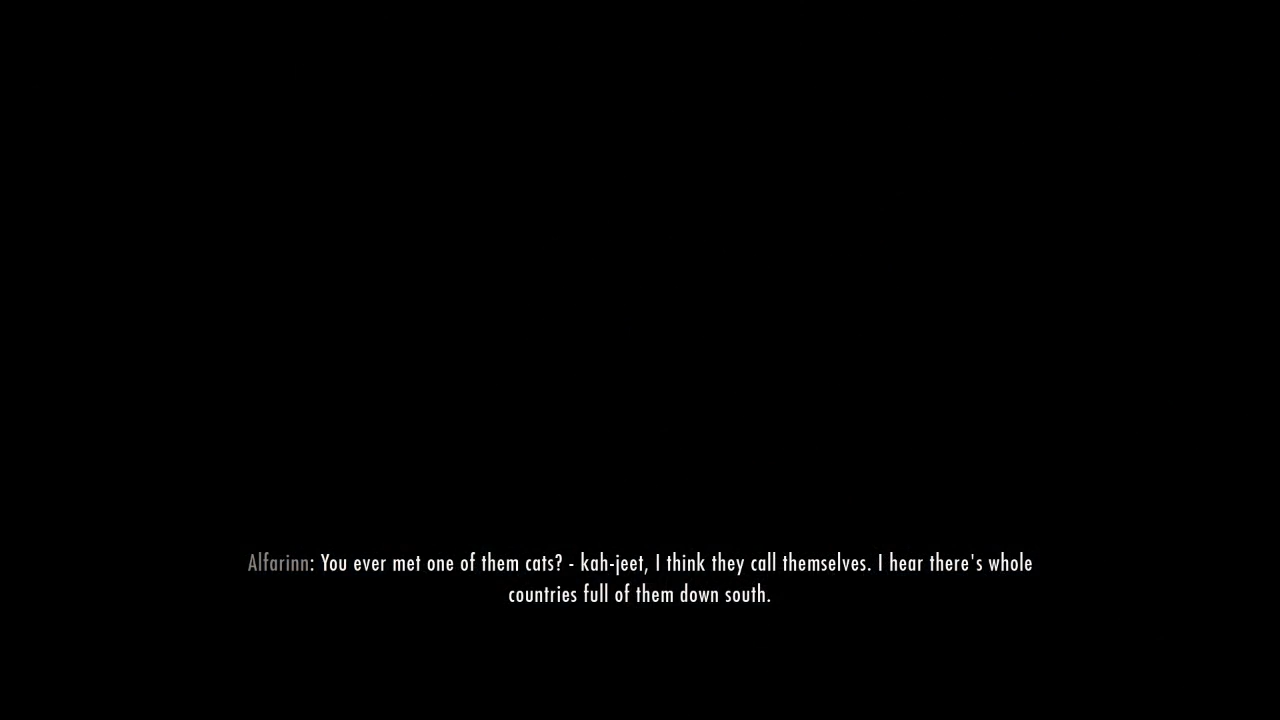 Alfarinn: You ever met one of them cats? - kah-jeet, I think they call themselves. I hear there's whole
countries full of them down south.